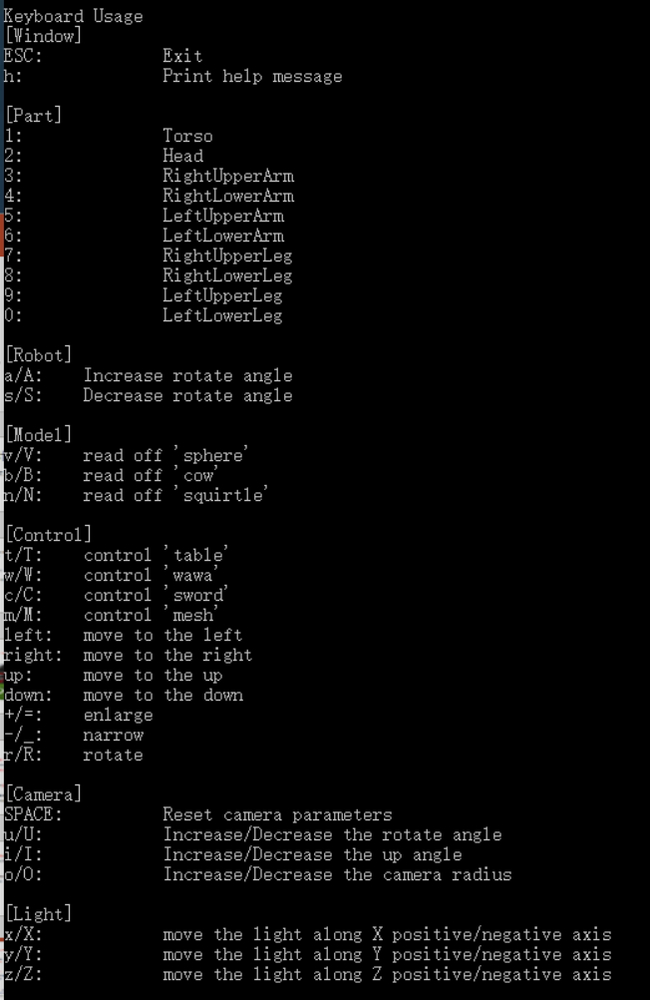 Keyboard Usage
[Window]
ESC: Exit
h: Print help message
[Part]
1: Torso
2: Head
3: RightUpperArm
4: RightLowerArm
5: LeftUpperArm
6: LeftLowerArm
7: RightUpperLeg
8: RightLowerLeg
9: LeftUpperLeg
0: LeftLowerLeg
[Robot]
a/A: Increase rotate angle
s/S: Decrease rotate angle
[Model]
v/V: read off 'sphere'
b/B: read off 'cow'
n/N: read off 'squirtle'
[Control]
t/T: control 'table'
w/W: control 'wawa'
c/C: control 'sword'
m/M: control 'mesh'
left: move to the left
right: move to the right
up: move to the up
down: move to the down
+/=: enlarge
-/_: narrow
r/R: rotate
[Camera]
SPACE: Reset camera parameters
u/U: Increase/Decrease the rotate angle
i/I: Increase/Decrease the up angle
o/O: Increase/Decrease the camera radius
[Light]
x/X: move the light along X positive/negative axis
y/Y: move the light along Y positive/negative axis
z/Z: move the light along Z positive/negative axis